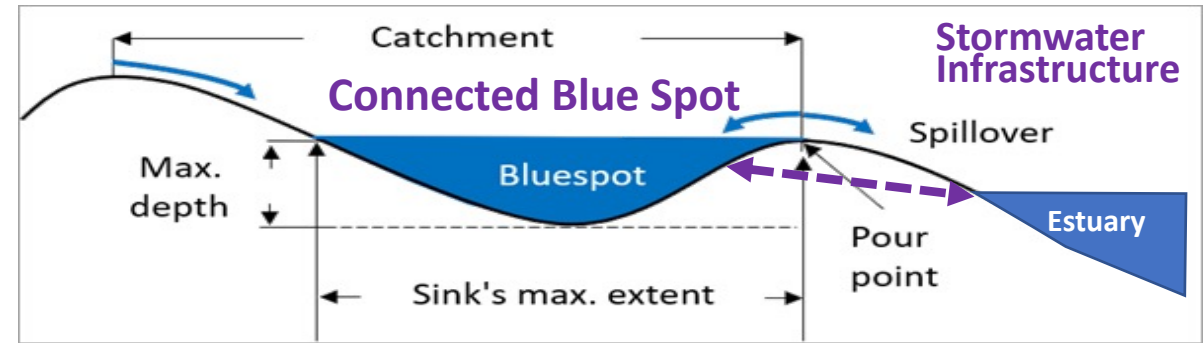 Catchment
Stormwater
Infrastructure
Connected Blue Spot
Spillover
Max.
depth
Bluespot
Estuary
Pour
point
Sink's max. extent